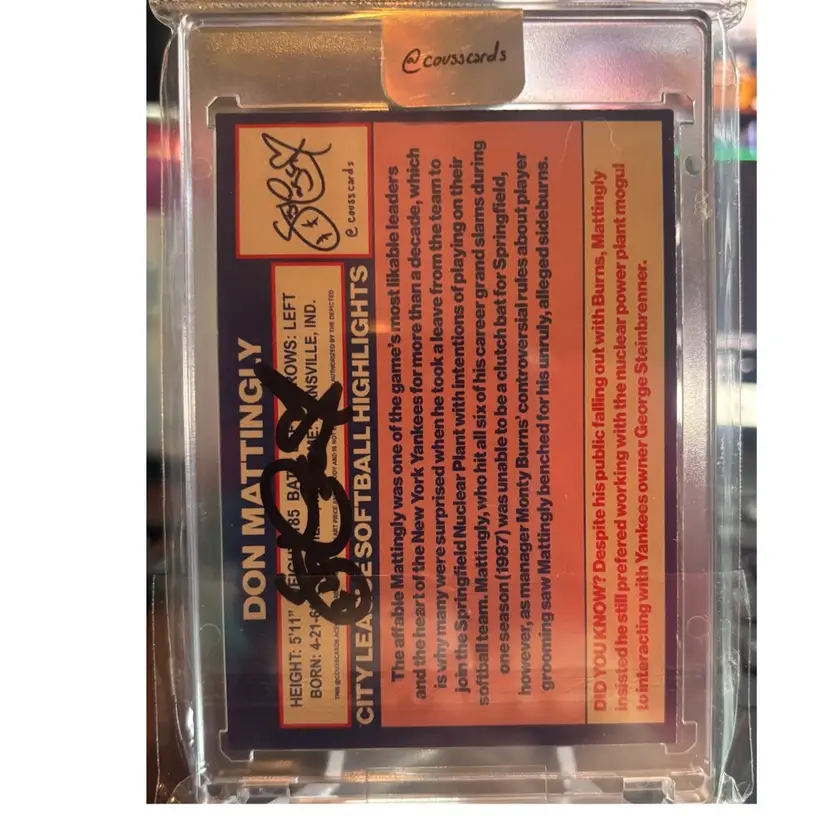 @cousscards
@cousscards
DON MATTINGLY
HEIGHT: 5'11" 185 THROWS: LEFT
BORN: 4-21-6 EVANSVILLE, IND.
CITY LEAGUE SOFTBALL HIGHLIGHTS
The affable Mattingly was one of the game's most likable leaders
and the heart of the New York Yankees for more than a decade, which
is why many were surprised when he took a leave from the team to
join the Springfield Nuclear Plant with intentions of playing on their
softball team. Mattingly, who hit all six of his career grand slams during
one season (1987) was unable to be a clutch bat for Springfield,
however, as manager Monty Burns' controversial rules about player
grooming saw Mattingly benched for his unruly, alleged sideburns.
DID YOU KNOW? Despite his public falling out with Burns, Mattingly
insisted he still preferred working with the nuclear power plant mogul
to interacting with Yankees owner George Steinbrenner.